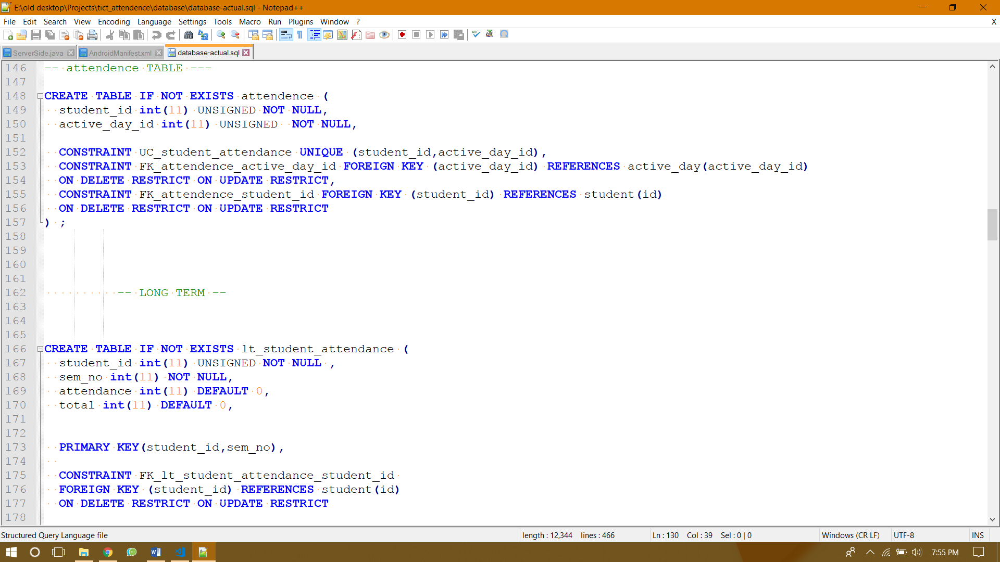 E:\old desktop\Projects\tict_attendence\database\database-actual.sql - Notepad++
File Edit Search View Encoding Language Settings Tools Macro Run Plugins Window ? X
ServerSide.java AndroidManifest.xml database-actual.sql
146 -- attendence TABLE ---
147
148 CREATE TABLE IF NOT EXISTS attendence (
149 student_id int(11) UNSIGNED NOT NULL,
150 active_day_id int(11) UNSIGNED NOT NULL,
151
152 CONSTRAINT UC_student_attendance UNIQUE (student_id,active_day_id),
153 CONSTRAINT FK_attendence_active_day_id FOREIGN KEY (active_day_id) REFERENCES active_day(active_day_id)
154 ON DELETE RESTRICT ON UPDATE RESTRICT,
155 CONSTRAINT FK_attendence_student_id FOREIGN KEY (student_id) REFERENCES student(id)
156 ON DELETE RESTRICT ON UPDATE RESTRICT
157 ) ;
158
159
160
161
162 -- LONG TERM --
163
164
165
166 CREATE TABLE IF NOT EXISTS lt_student_attendance (
167 student_id int(11) UNSIGNED NOT NULL ,
168 sem_no int(11) NOT NULL,
169 attendance int(11) DEFAULT 0,
170 total int(11) DEFAULT 0,
171
172
173 PRIMARY KEY(student_id,sem_no),
174
175 CONSTRAINT FK_lt_student_attendance_student_id
176 FOREIGN KEY (student_id) REFERENCES student(id)
177 ON DELETE RESTRICT ON UPDATE RESTRICT
178
Structured Query Language file length : 12,344 lines : 466 Ln : 130 Col : 39 Sel : 0 | 0 Windows (CR LF) UTF-8 INS
7:55 PM